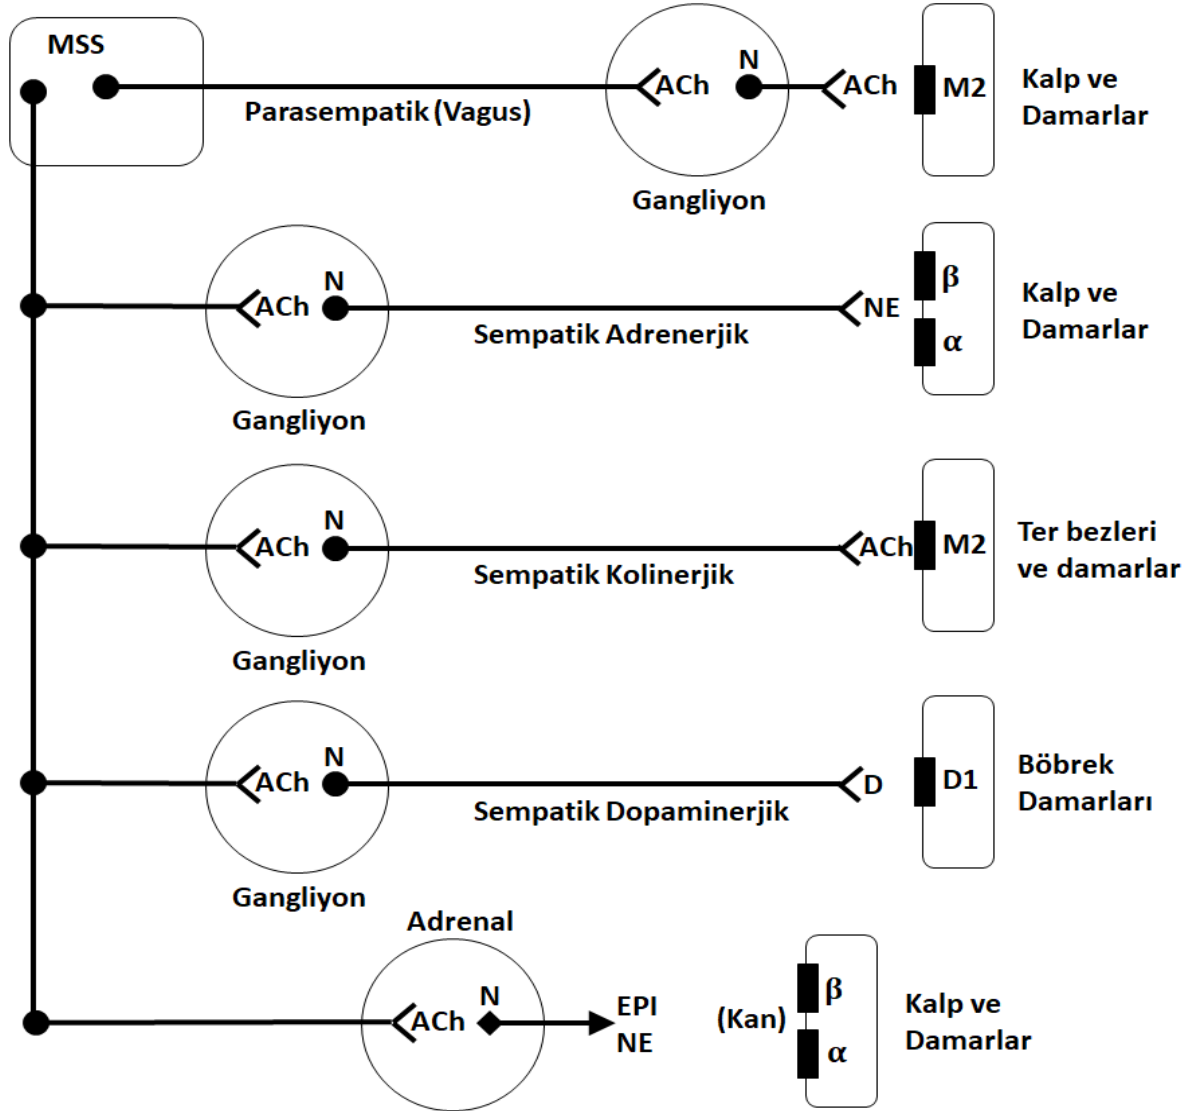 MSS
Parasempatik (Vagus)
ACh
N
ACh
M2
Kalp ve
Damarlar
Gangliyon
ACh
N
Sempatik Adrenerjik
NE
β
α
Kalp ve
Damarlar
Gangliyon
ACh
N
Sempatik Kolinerjik
ACh
M2
Ter bezleri
ve damarlar
Gangliyon
ACh
N
Sempatik Dopaminerjik
D
D1
Böbrek
Damarları
Gangliyon
Adrenal
ACh
N
EPI
NE
(Kan)
β
α
Kalp ve
Damarlar